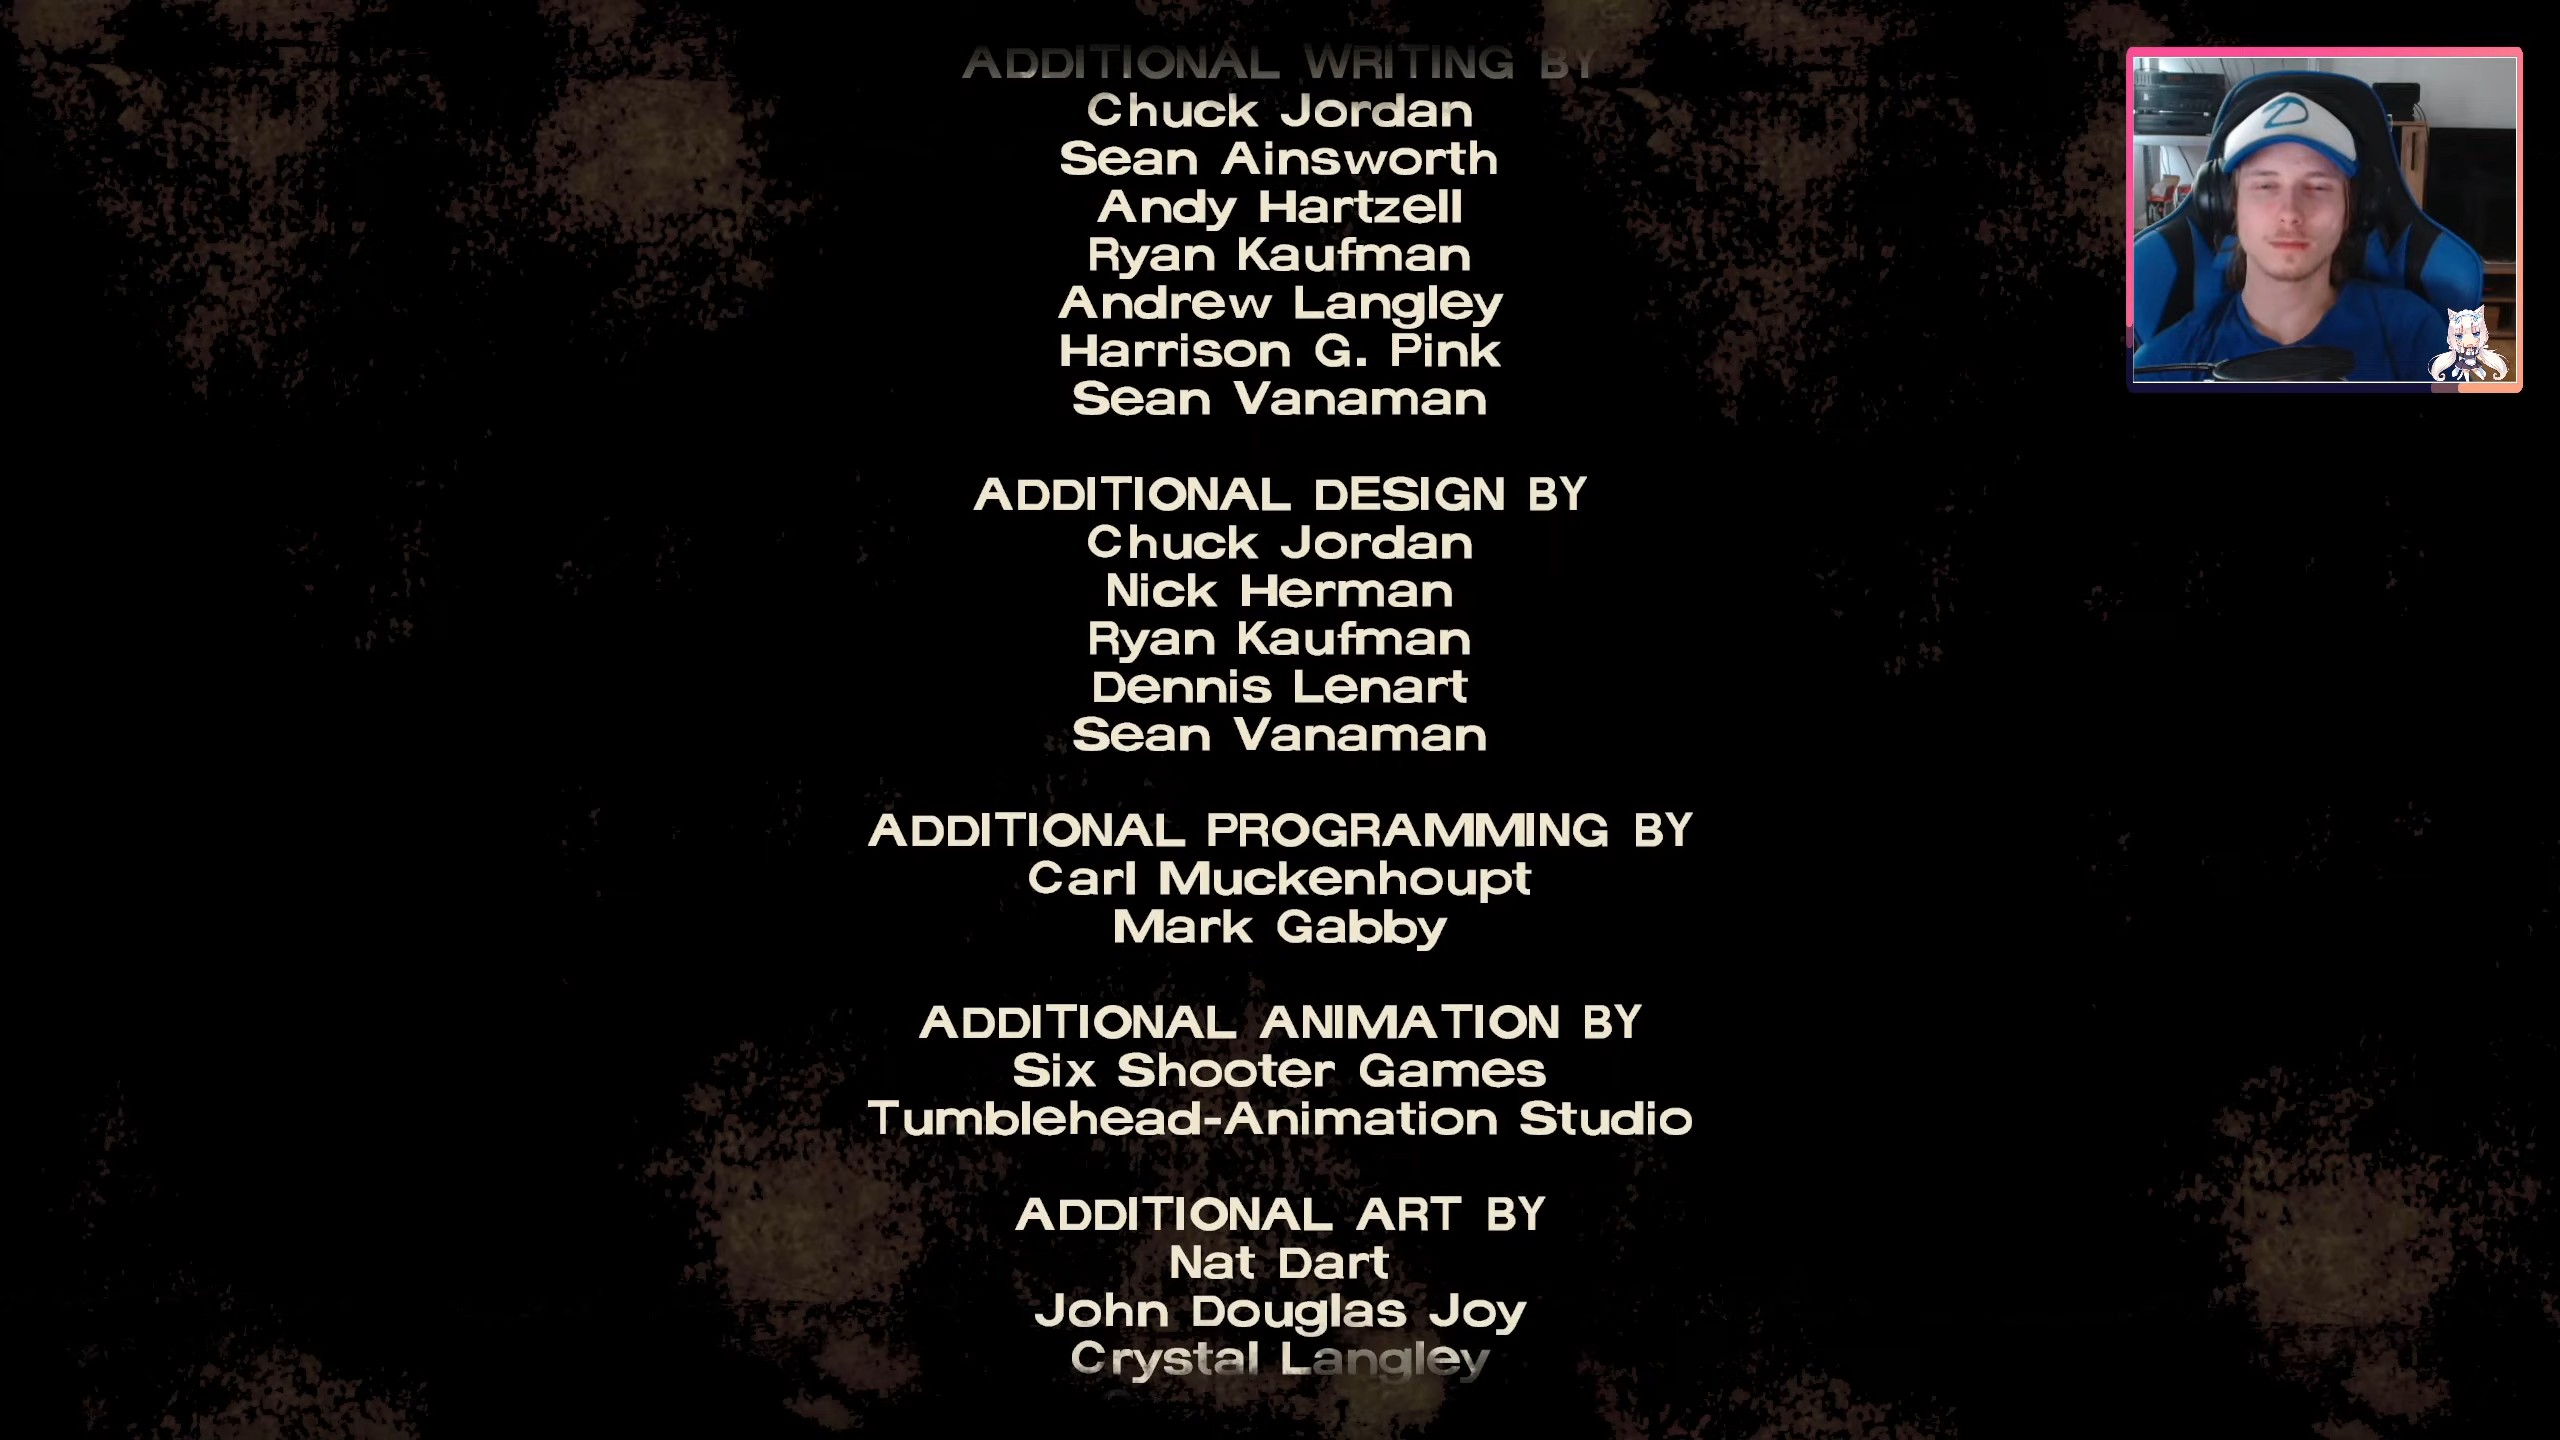 ADDITIONAL WRITING BY
Chuck Jordan
Sean Ainsworth
Andy Hartzell
Ryan Kaufman
Andrew Langley
Harrison G. Pink
Sean Vanaman
ADDITIONAL DESIGN BY
Chuck Jordan
Nick Herman
Ryan Kaufman
Dennis Lenart
Sean Vanaman
ADDITIONAL PROGRAMMING BY
Carl Muckenhoupt
Mark Gabby
ADDITIONAL ANIMATION BY
Six Shooter Games
Tumblehead-Animation Studio
ADDITIONAL ART BY
Nat Dart
John Douglas Joy
Crystal Langley